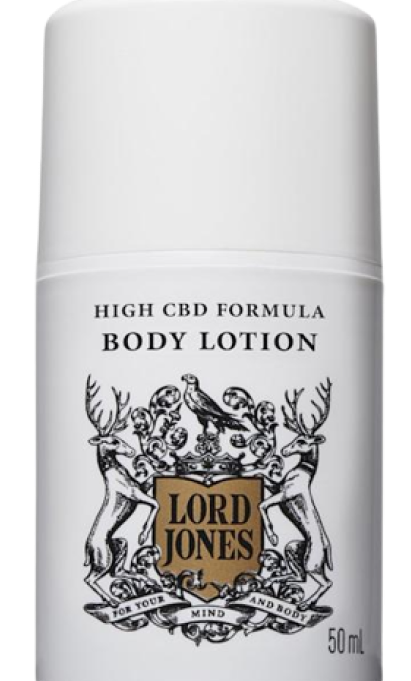 HIGH CBD FORMULA
BODY LOTION
LORD
JONES
FOR YOUR MIND AND BODY
50 mL